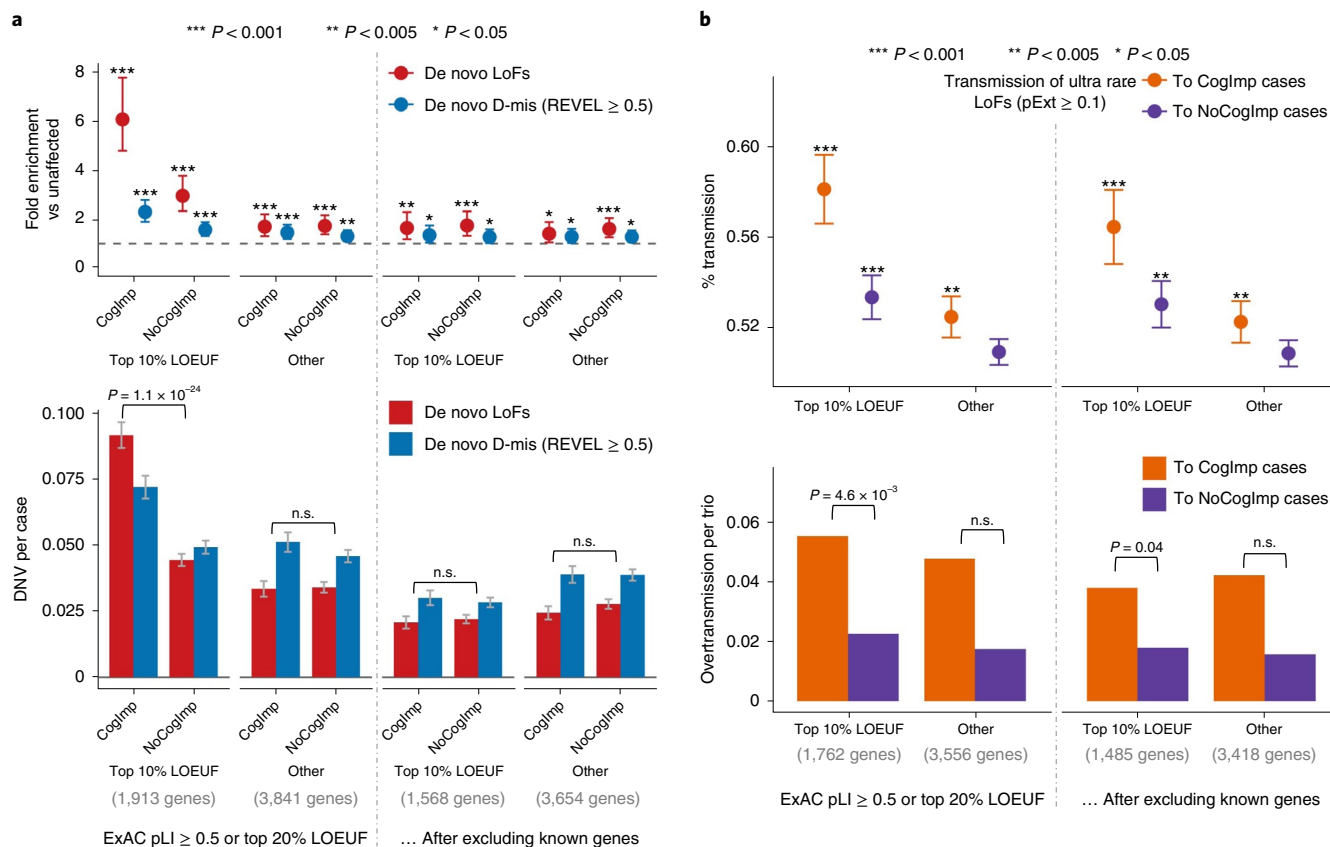 a
*** P < 0.001 ** P < 0.005 * P < 0.05
De novo LoFs
De novo D-mis (REVEL ≥ 0.5)
Fold enrichment
vs unaffected
8
6
4
2
0
*** *** *** *** *** *** *** ** ** * *** * * * *** *
CogImp NoCogImp CogImp NoCogImp CogImp NoCogImp CogImp NoCogImp
Top 10% LOEUF Other Top 10% LOEUF Other
De novo LoFs
De novo D-mis (REVEL ≥ 0.5)
DNV per case
0.100
0.075
0.050
0.025
0
P = 1.1 × 10⁻²⁴
n.s.
n.s.
n.s.
CogImp NoCogImp CogImp NoCogImp CogImp NoCogImp CogImp NoCogImp
Top 10% LOEUF Other Top 10% LOEUF Other
(1,913 genes) (3,841 genes) (1,568 genes) (3,654 genes)
ExAC pLI ≥ 0.5 or top 20% LOEUF ... After excluding known genes
b
*** P < 0.001 ** P < 0.005 * P < 0.05
Transmission of ultra rare
LoFs (pExt ≥ 0.1)
To CogImp cases
To NoCogImp cases
% transmission
0.60
0.56
0.52
*** *** ** *** ** **
Top 10% LOEUF Other Top 10% LOEUF Other
To CogImp cases
To NoCogImp cases
Overtransmission per trio
0.06
0.04
0.02
0
P = 4.6 × 10⁻³
n.s.
P = 0.04
n.s.
Top 10% LOEUF Other Top 10% LOEUF Other
(1,762 genes) (3,556 genes) (1,485 genes) (3,418 genes)
ExAC pLI ≥ 0.5 or top 20% LOEUF ... After excluding known genes